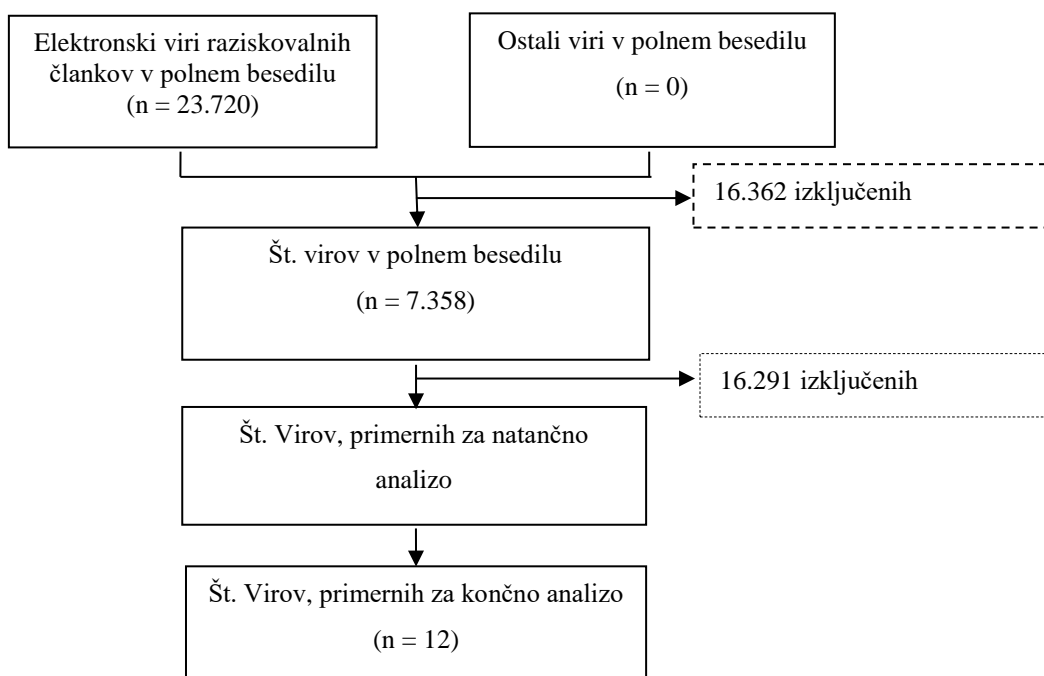 Elektronski viri raziskovalnih
člankov v polnem besedilu
(n = 23.720)
Ostali viri v polnem besedilu
(n = 0)
16.362 izključenih
Št. virov v polnem besedilu
(n = 7.358)
16.291 izključenih
Št. Virov, primernih za natančno
analizo
Št. Virov, primernih za končno analizo
(n = 12)